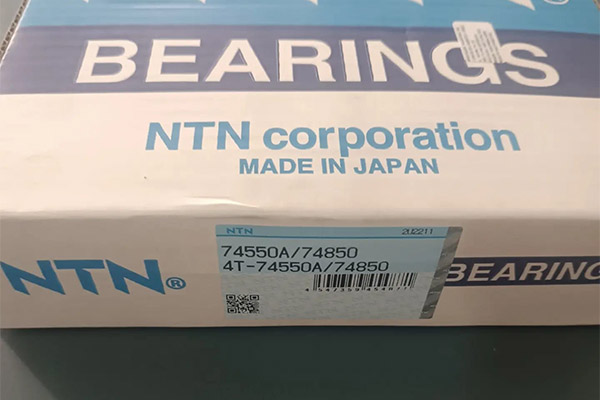 BEARINGS
NTN corporation
MADE IN JAPAN
NTN
74550A/74850
4T-74550A/74850
NTN®
BEARING